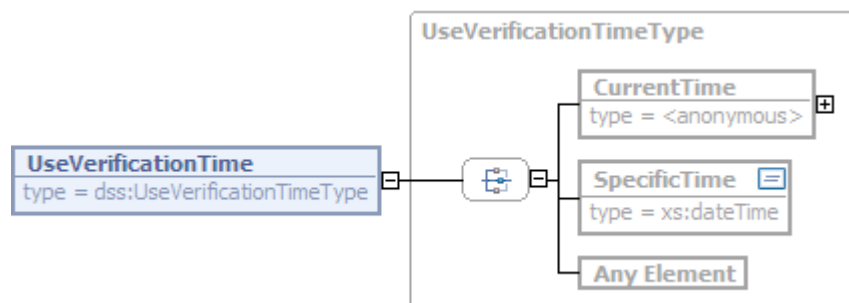 UseVerificationTimeType
CurrentTime
type = <anonymous>
UseVerificationTime
type = dss:UseVerificationTimeType
SpecificTime
type = xs:dateTime
Any Element